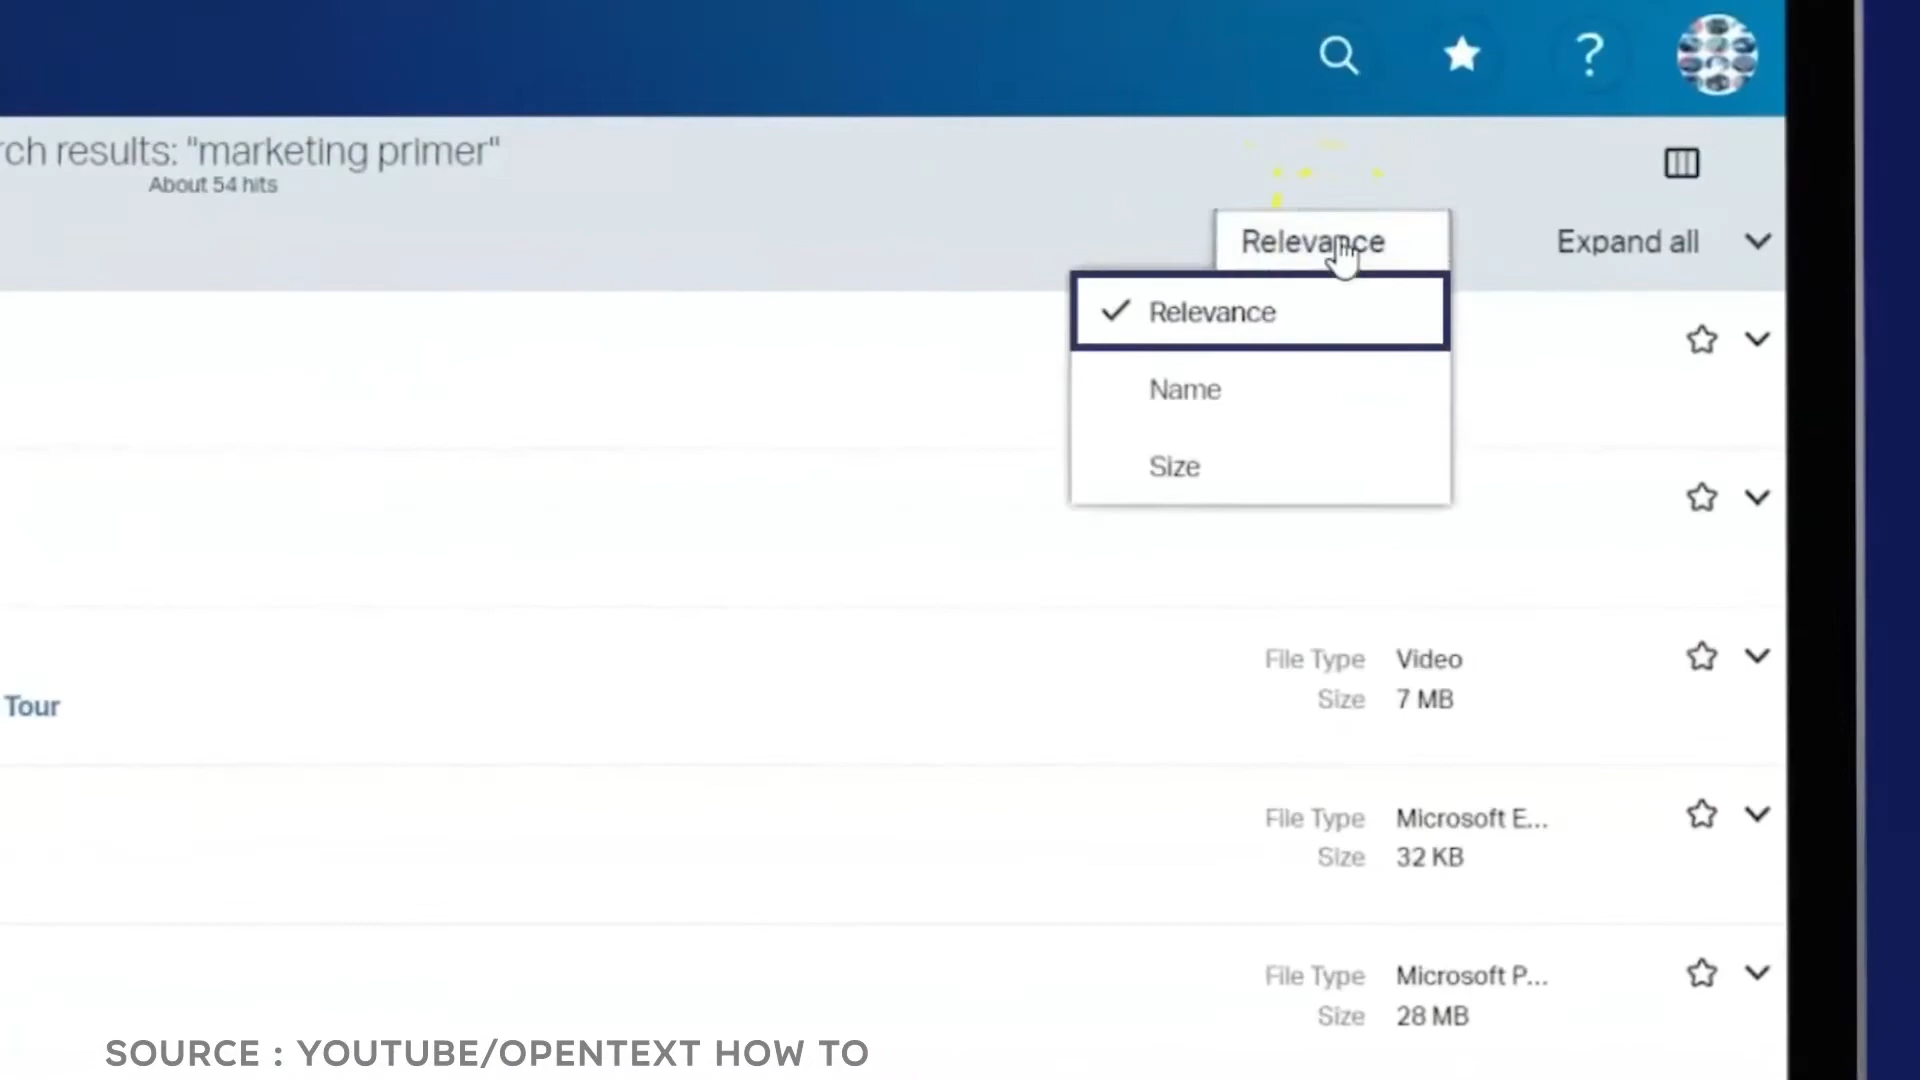 rch results: "marketing primer"
About 54 hits
Relevance
Expand all
Relevance
Name
Size
File Type Video
Size 7 MB
Tour
File Type Microsoft E...
Size 32 KB
File Type Microsoft P...
Size 28 MB
SOURCE : YOUTUBE/OPENTEXT HOW TO